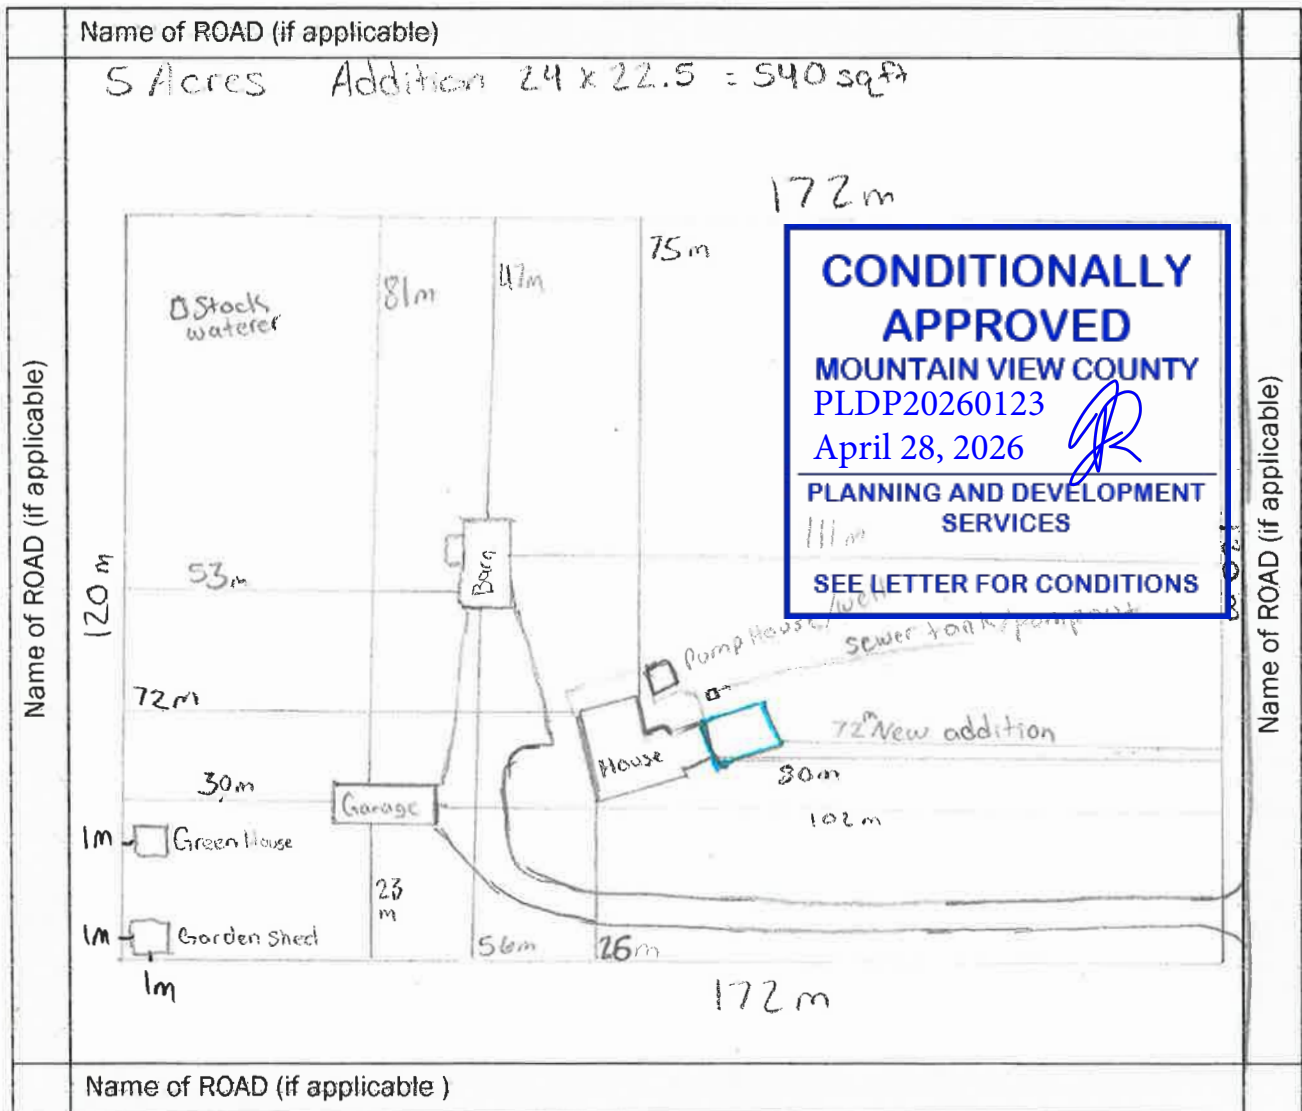 Name of ROAD (if applicable)
5 Acres Addition 24 x 22.5 = 540 sqft
172m
75m
47m
81m
Stock
waterer
CONDITIONALLY
APPROVED
MOUNTAIN VIEW COUNTY
PLDP20260123
April 28, 2026
PLANNING AND DEVELOPMENT
SERVICES
111m
SEE LETTER FOR CONDITIONS
Name of ROAD (if applicable)
Name of ROAD (if applicable)
120m
53m
Barn
Pump House/well
sewer tank/pumpout
72m
72m New addition
House
80m
30m
Garage
102m
1m Green House
23
m
1m Garden Shed
56m
26m
1m
172m
Name of ROAD (if applicable )